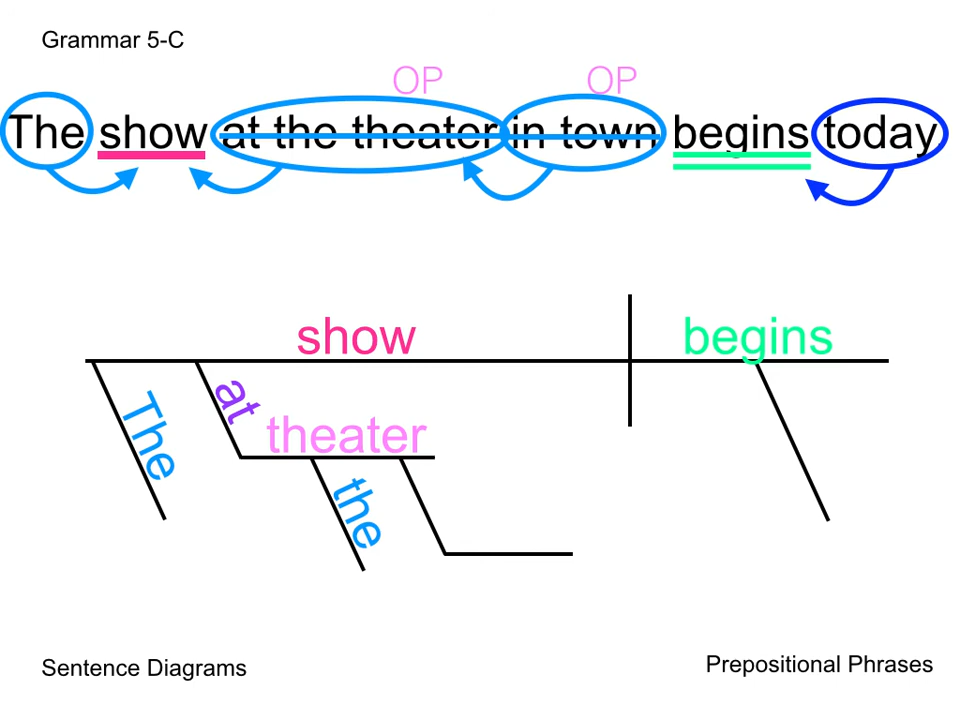 Grammar 5-C
OP OP
The show at the theater in town begins today
show begins
The at
theater
the
Sentence Diagrams
Prepositional Phrases